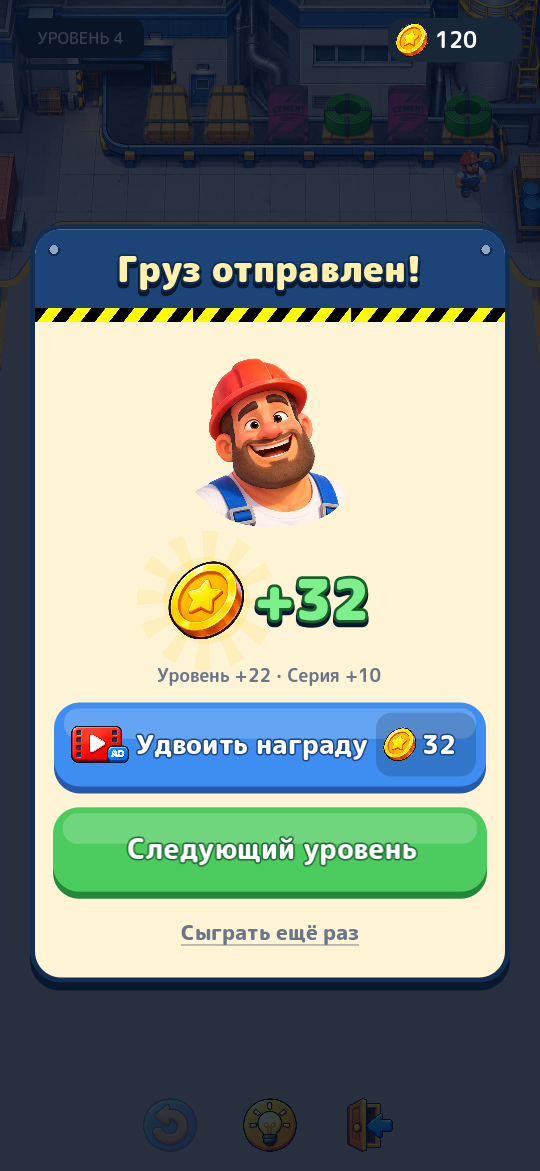 УРОВЕНЬ 4
120
Груз отправлен!
+32
Уровень +22 · Серия +10
AD Удвоить награду 32
Следующий уровень
Сыграть ещё раз